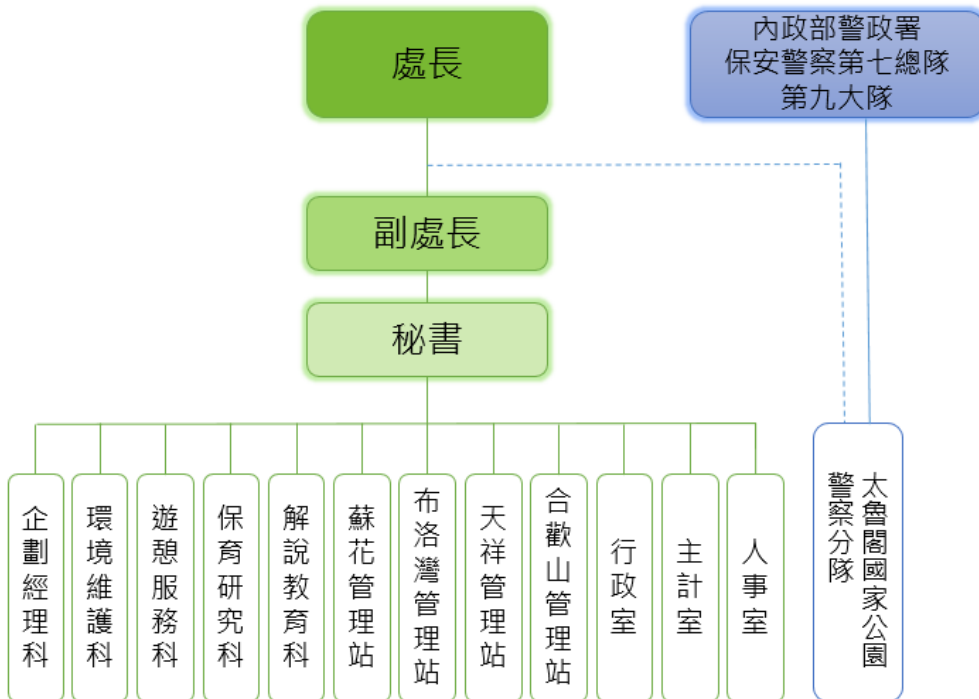 處長
內政部警政署
保安警察第七總隊
第九大隊
副處長
秘書
企劃經理科
環境維護科
遊憩服務科
保育研究科
解說教育科
蘇花管理站
布洛灣管理站
天祥管理站
合歡山管理站
行政室
主計室
人事室
太魯閣國家公園
警察分隊